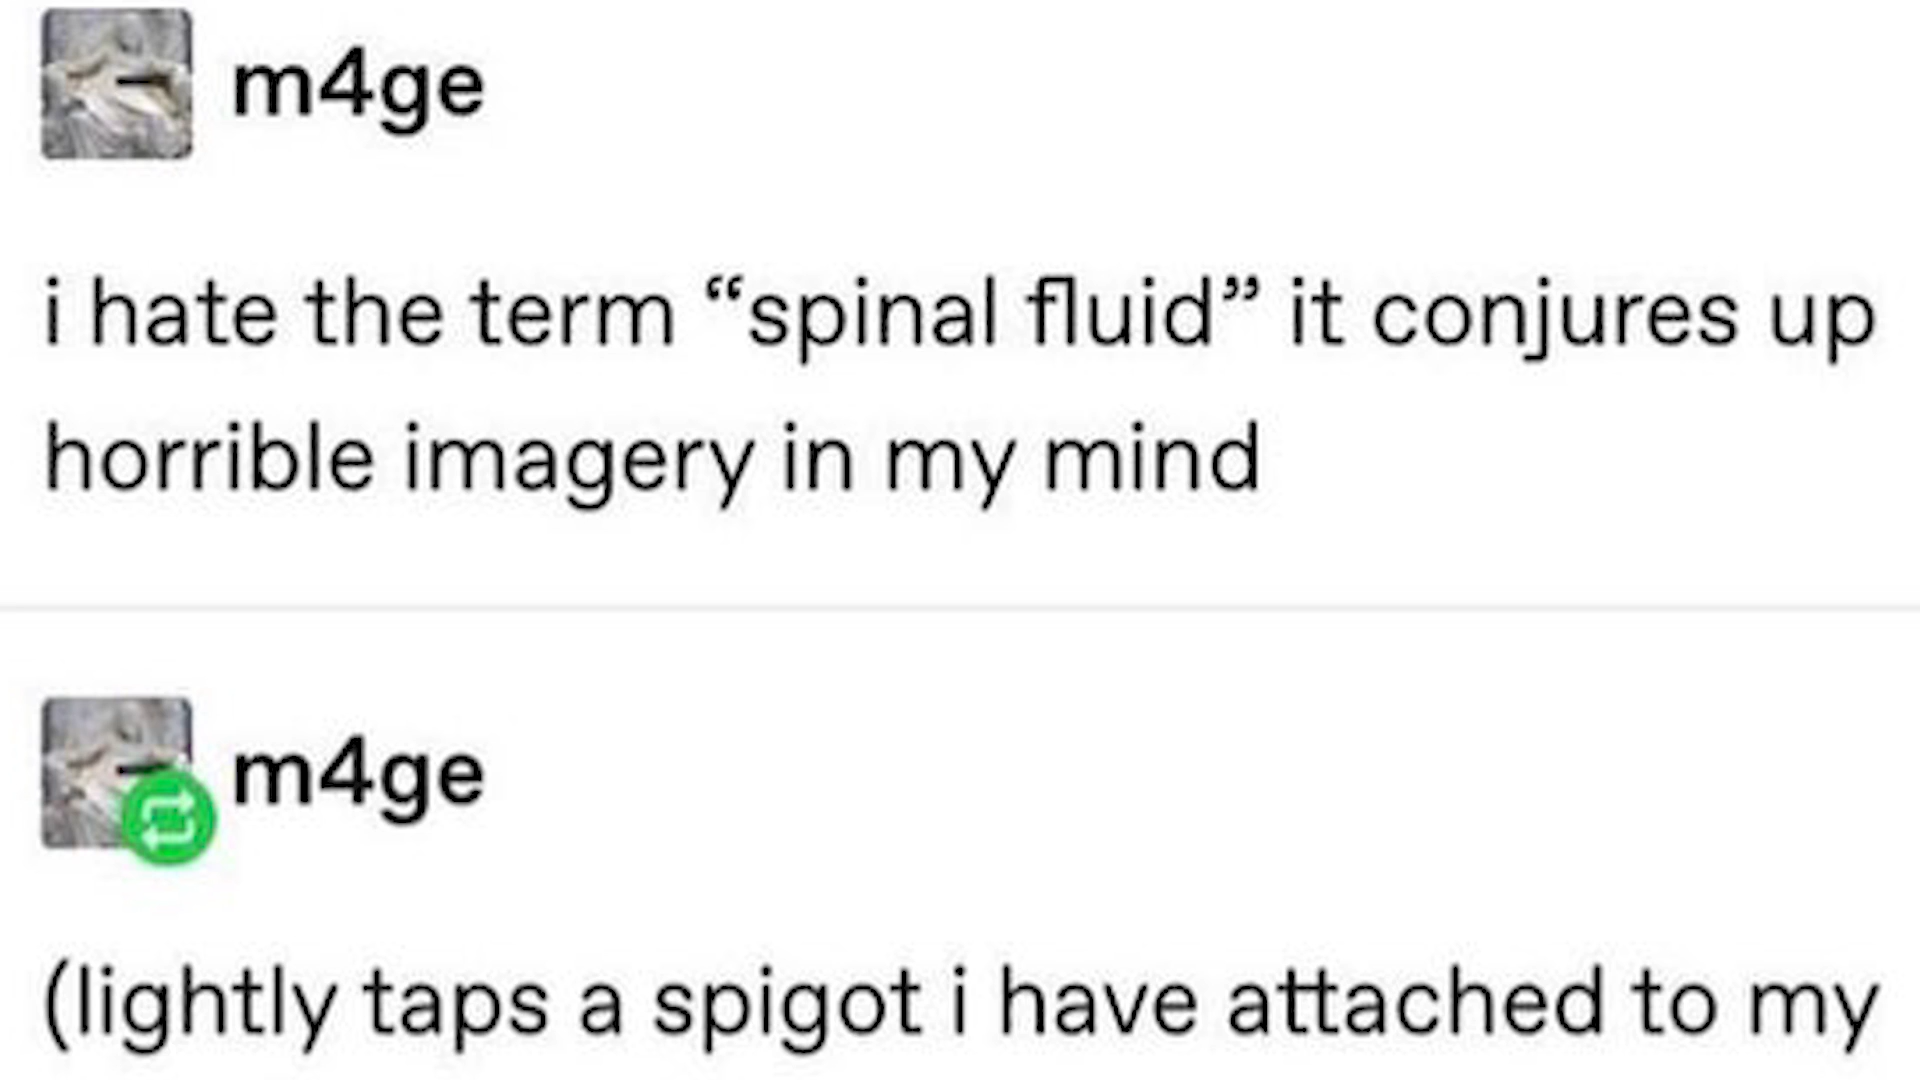 m4ge
i hate the term “spinal fluid” it conjures up
horrible imagery in my mind
m4ge
(lightly taps a spigot i have attached to my